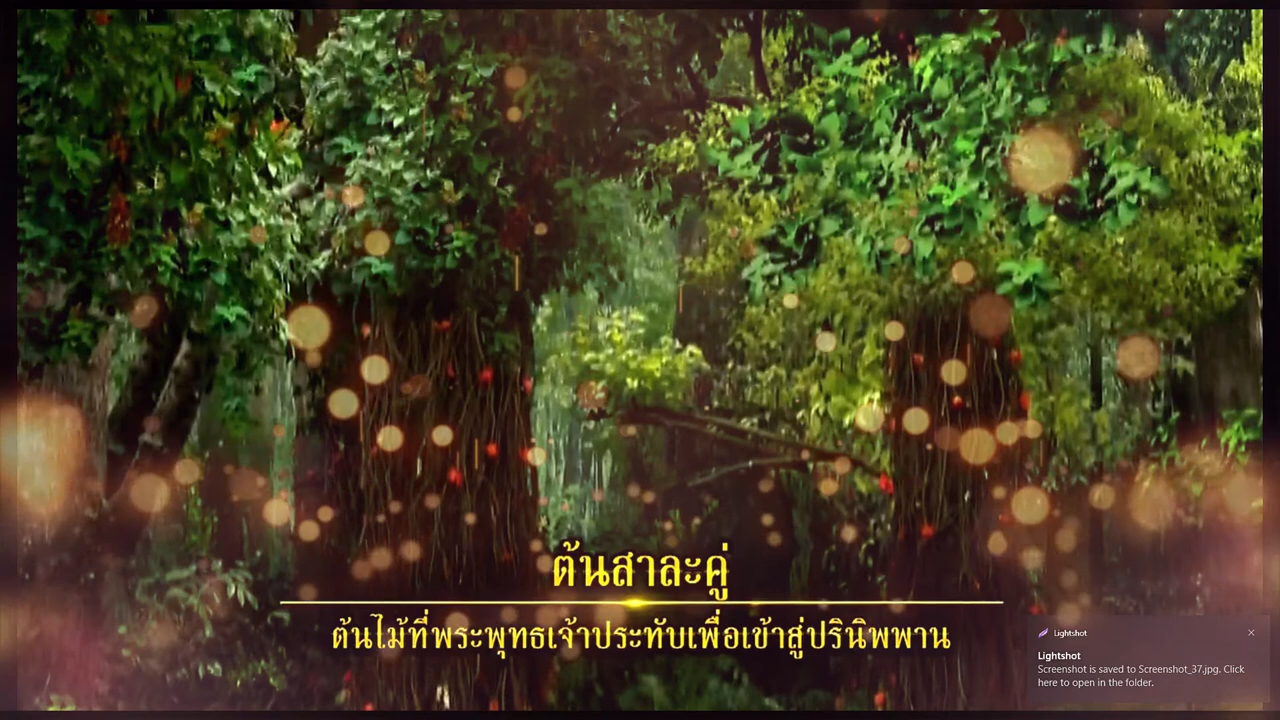 ต้นสาละคู่
ต้นไม้ที่พระพุทธเจ้าประทับเพื่อเข้าสู่ปรินิพพาน
Lightshot
Lightshot
Screenshot is saved to Screenshot_37.jpg. Click
here to open in the folder.